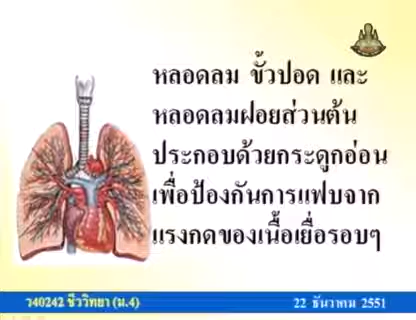 หลอดลม ขั้วปอด และ
หลอดลมฝอยส่วนต้น
ประกอบด้วยกระดูกอ่อน
เพื่อป้องกันการแฟบจาก
แรงกดของเนื้อเยื่อรอบๆ
ว40242 ชีววิทยา (ม.4)
22 ธันวาคม 2551